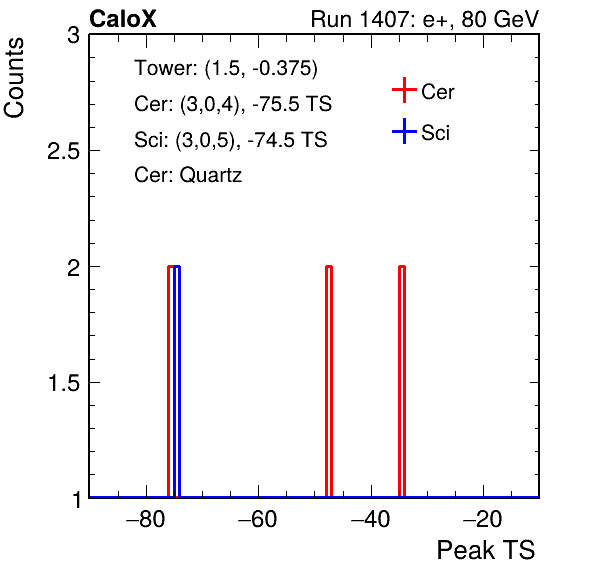 CaloX Run 1407: e+, 80 GeV
Counts
3
2.5
2
1.5
1
Tower: (1.5, -0.375)
Cer: (3,0,4), -75.5 TS
Sci: (3,0,5), -74.5 TS
Cer: Quartz
Cer
Sci
−80 −60 −40 −20
Peak TS